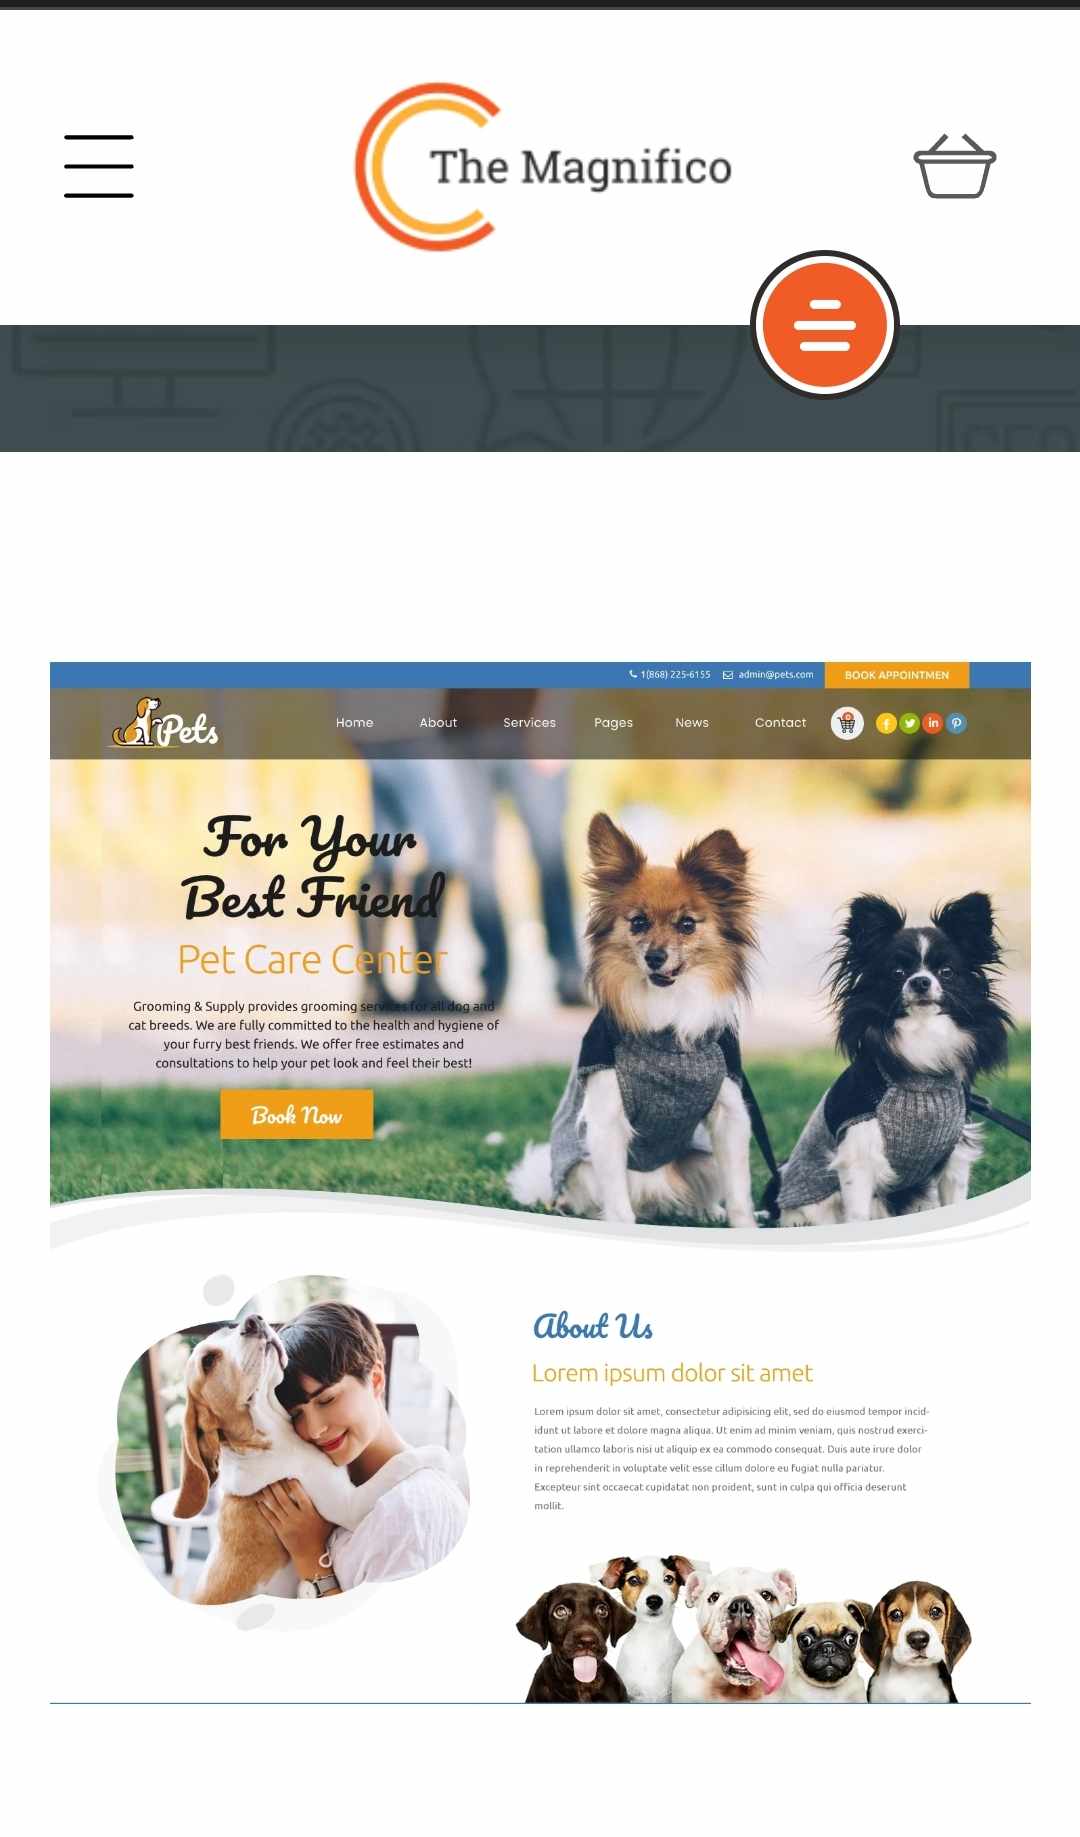 The Magnifico
1(868) 225-6155 admin@pets.com BOOK APPOINTMEN
Pets Home About Services Pages News Contact 0
For Your
Best Friend
Pet Care Center
Grooming & Supply provides grooming services for all dog and
cat breeds. We are fully committed to the health and hygiene of
your furry best friends. We offer free estimates and
consultations to help your pet look and feel their best!
Book Now
About Us
Lorem ipsum dolor sit amet
Lorem ipsum dolor sit amet, consectetur adipisicing elit, sed do eiusmod tempor incid-
idunt ut labore et dolore magna aliqua. Ut enim ad minim veniam, quis nostrud exerci-
tation ullamco laboris nisi ut aliquip ex ea commodo consequat. Duis aute irure dolor
in reprehenderit in voluptate velit esse cillum dolore eu fugiat nulla pariatur.
Excepteur sint occaecat cupidatat non proident, sunt in culpa qui officia deserunt
mollit.